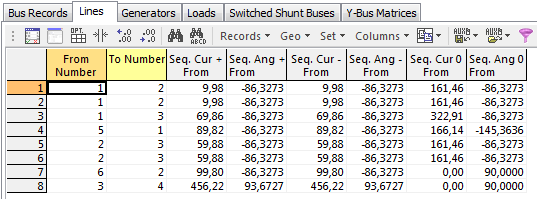 Bus Records Lines Generators Loads Switched Shunt Buses Y-Bus Matrices
OPT. Records Geo Set Columns AUXB AUXB
From Number To Number Seq. Cur + From Seq. Ang + From Seq. Cur - From Seq. Ang - From Seq. Cur 0 From Seq. Ang 0 From
1 1 2 9,98 -86,3273 9,98 -86,3273 161,46 -86,3273
2 1 2 9,98 -86,3273 9,98 -86,3273 161,46 -86,3273
3 1 3 69,86 -86,3273 69,86 -86,3273 322,91 -86,3273
4 5 1 89,82 -86,3273 89,82 -86,3273 166,14 -145,3636
5 2 3 59,88 -86,3273 59,88 -86,3273 161,46 -86,3273
6 2 3 59,88 -86,3273 59,88 -86,3273 161,46 -86,3273
7 6 2 99,80 -86,3273 99,80 -86,3273 0,00 90,0000
8 3 4 456,22 93,6727 456,22 93,6727 0,00 90,0000